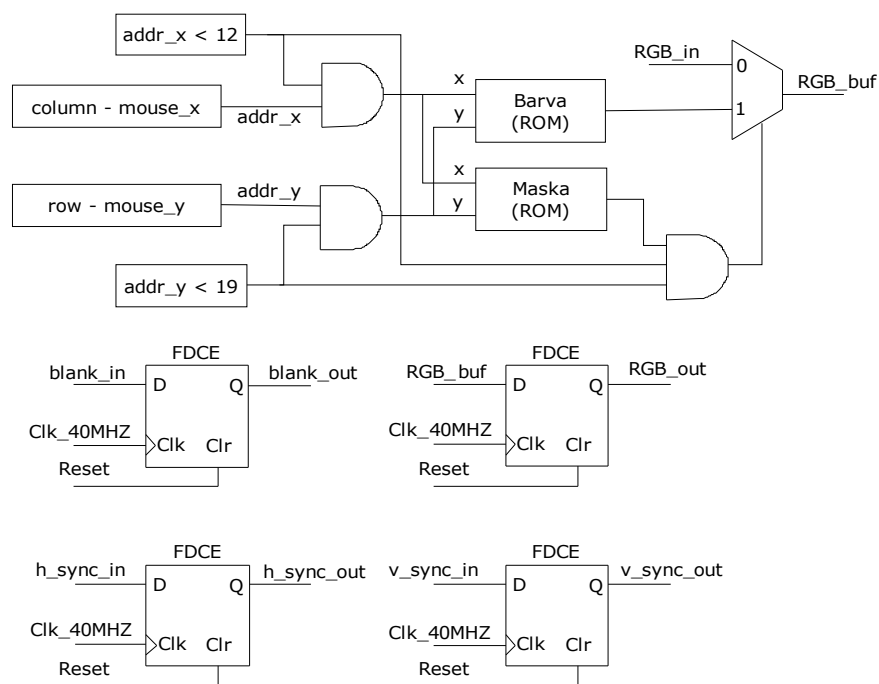 addr_x < 12
RGB_in
0
RGB_buf
x
Barva
(ROM)
1
column - mouse_x
addr_x
y
x
Maska
(ROM)
addr_y
row - mouse_y
y
addr_y < 19
FDCE
FDCE
blank_in
D
Q
blank_out
RGB_buf
D
Q
RGB_out
Clk_40MHZ
Clk
Clr
Clk_40MHZ
Clk
Clr
Reset
Reset
FDCE
FDCE
h_sync_in
D
Q
h_sync_out
v_sync_in
D
Q
v_sync_out
Clk_40MHZ
Clk
Clr
Clk_40MHZ
Clk
Clr
Reset
Reset